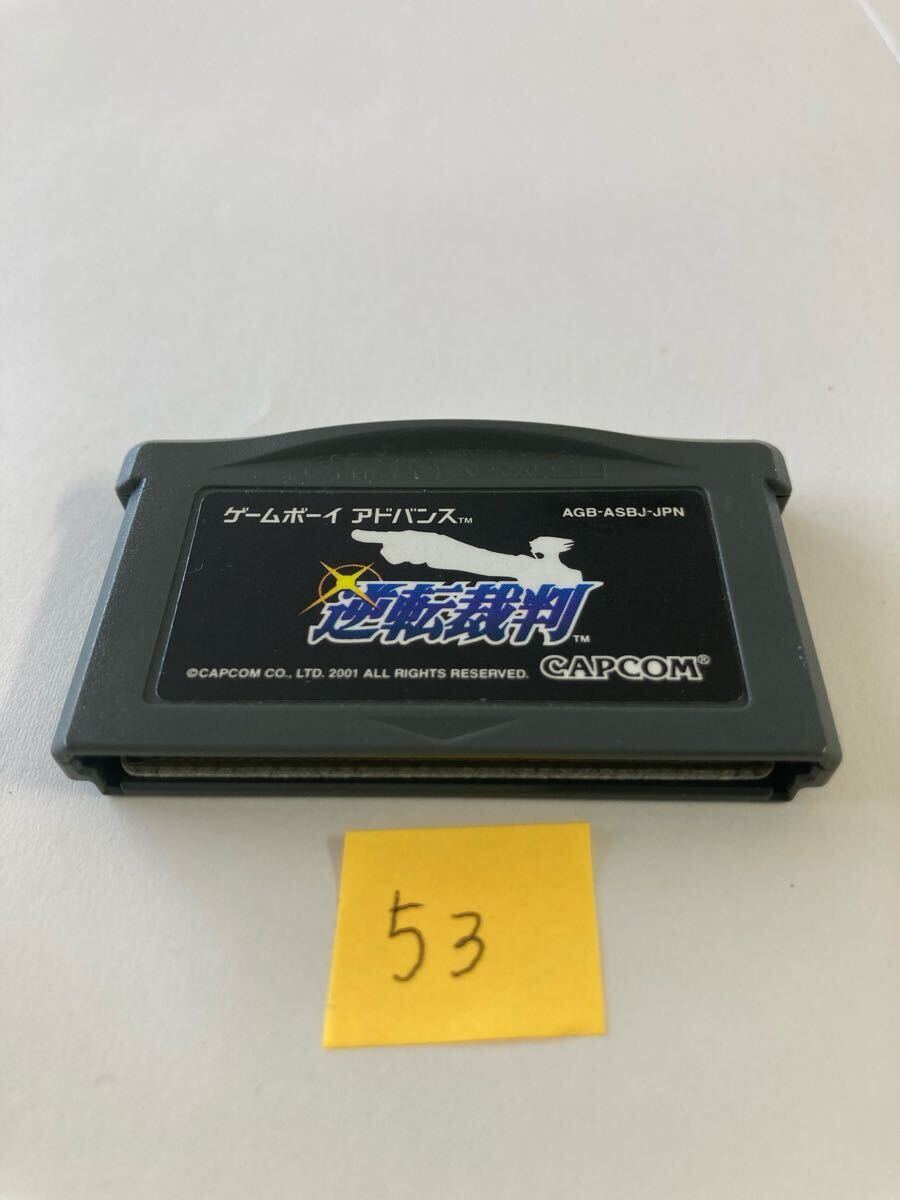 ゲームボーイ アドバンス™
AGB-ASBJ-JPN
逆転裁判™
©CAPCOM CO., LTD. 2001 ALL RIGHTS RESERVED.
CAPCOM®
53